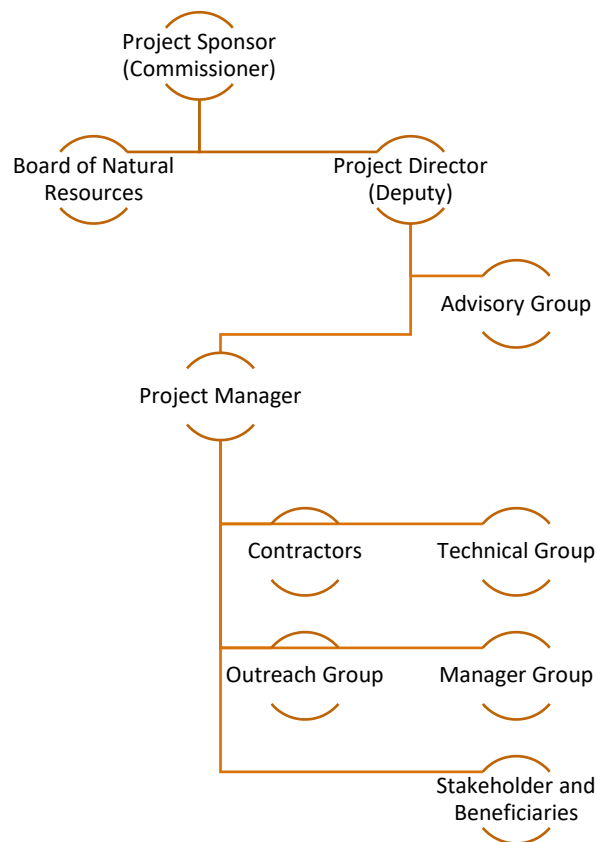 Project Sponsor
(Commissioner)
Board of Natural
Resources
Project Director
(Deputy)
Advisory Group
Project Manager
Contractors
Technical Group
Outreach Group
Manager Group
Stakeholder and
Beneficiaries